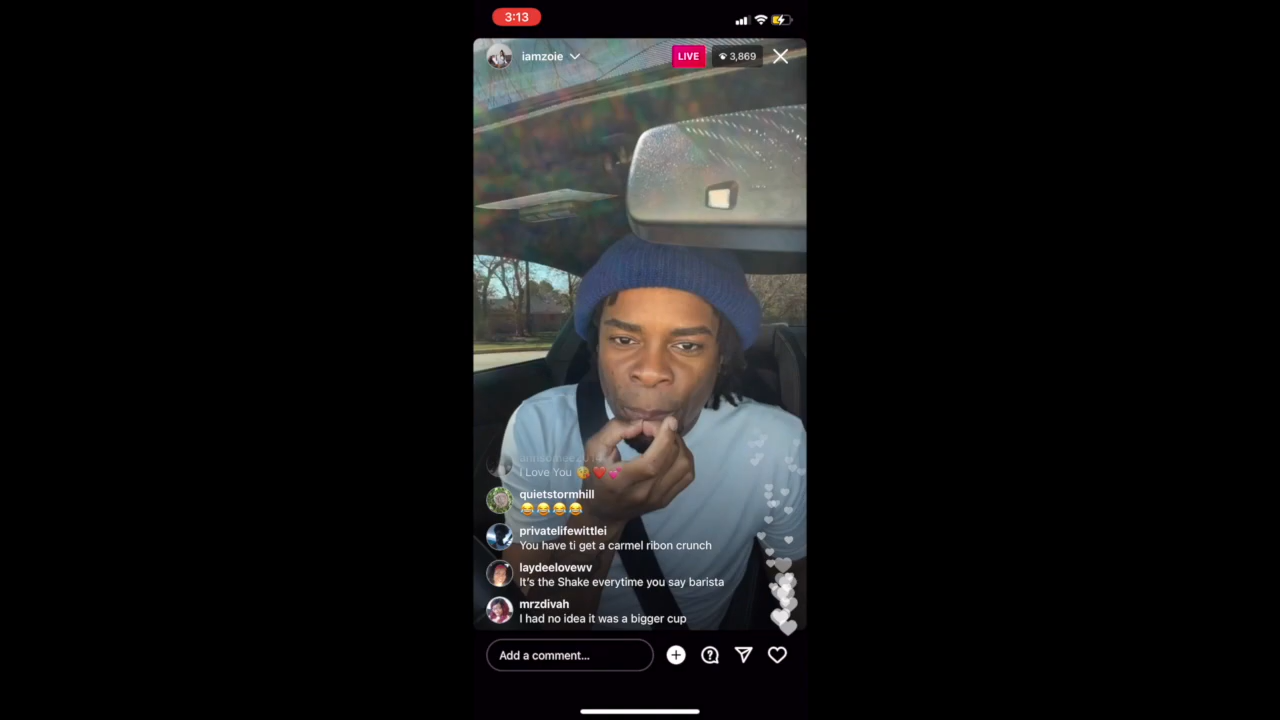 3:13
iamzoie
LIVE
3,869
I Love You 😘❤️💕
quietstormhill
😂😂😂😂
privatelifewittlei
You have ti get a carmel ribon crunch
laydeelovewv
It's the Shake everytime you say barista
mrzdivah
I had no idea it was a bigger cup
Add a comment...